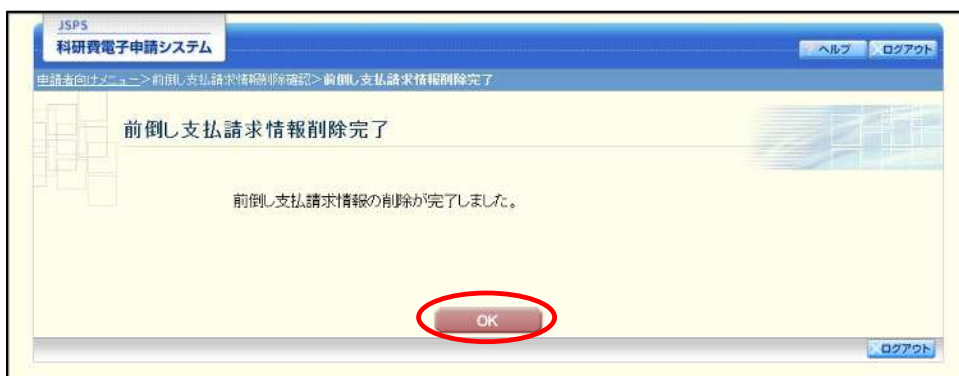 JSPS
科研費電子申請システム
ヘルプ ログアウト
申請者向けメニュー>前倒し支払請求情報削除確認>前倒し支払請求情報削除完了
前倒し支払請求情報削除完了
前倒し支払請求情報の削除が完了しました。
OK
ログアウト